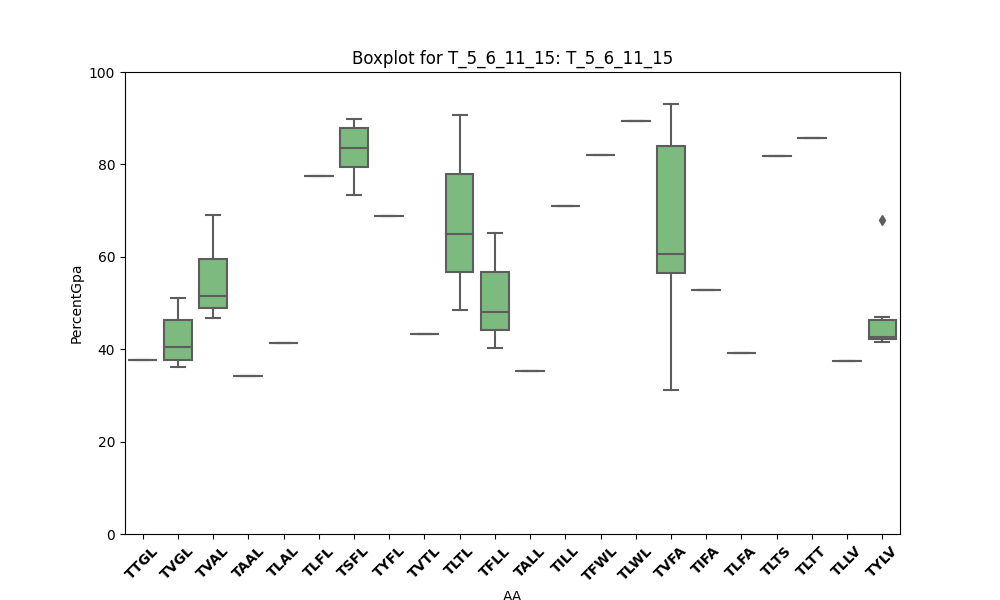 Boxplot for T_5_6_11_15: T_5_6_11_15
100
80
60
40
20
0
PercentGpa
TTGL TVGL TVAL TAAL TLAL TLFL TSFL TYFL TVTL TLTL TFLL TALL TILL TFWL TLWL TVFA TIFA TLFA TLTS TLTT TLLV TYLV
AA